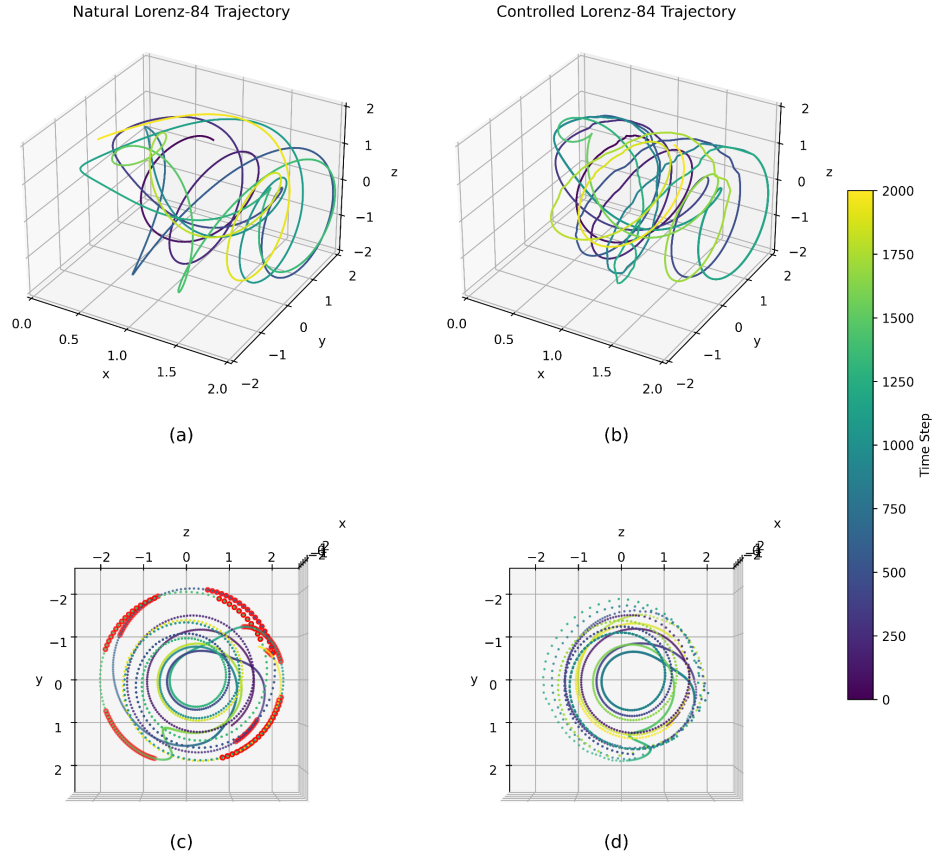 Natural Lorenz-84 Trajectory
Controlled Lorenz-84 Trajectory
2
1
0
−1
−2
z
2
1
0
−1
−2
y
0.0
0.5
1.0
1.5
2.0
x
(a)
2
1
0
−1
−2
z
2
1
0
−1
−2
y
0.0
0.5
1.0
1.5
2.0
x
(b)
2000
1750
1500
1250
1000
750
500
250
0
Time Step
z
x
−2 −1 0 1 2
−2
−1
0
1
2
y
(c)
z
x
−2 −1 0 1 2
−2
−1
0
1
2
y
(d)